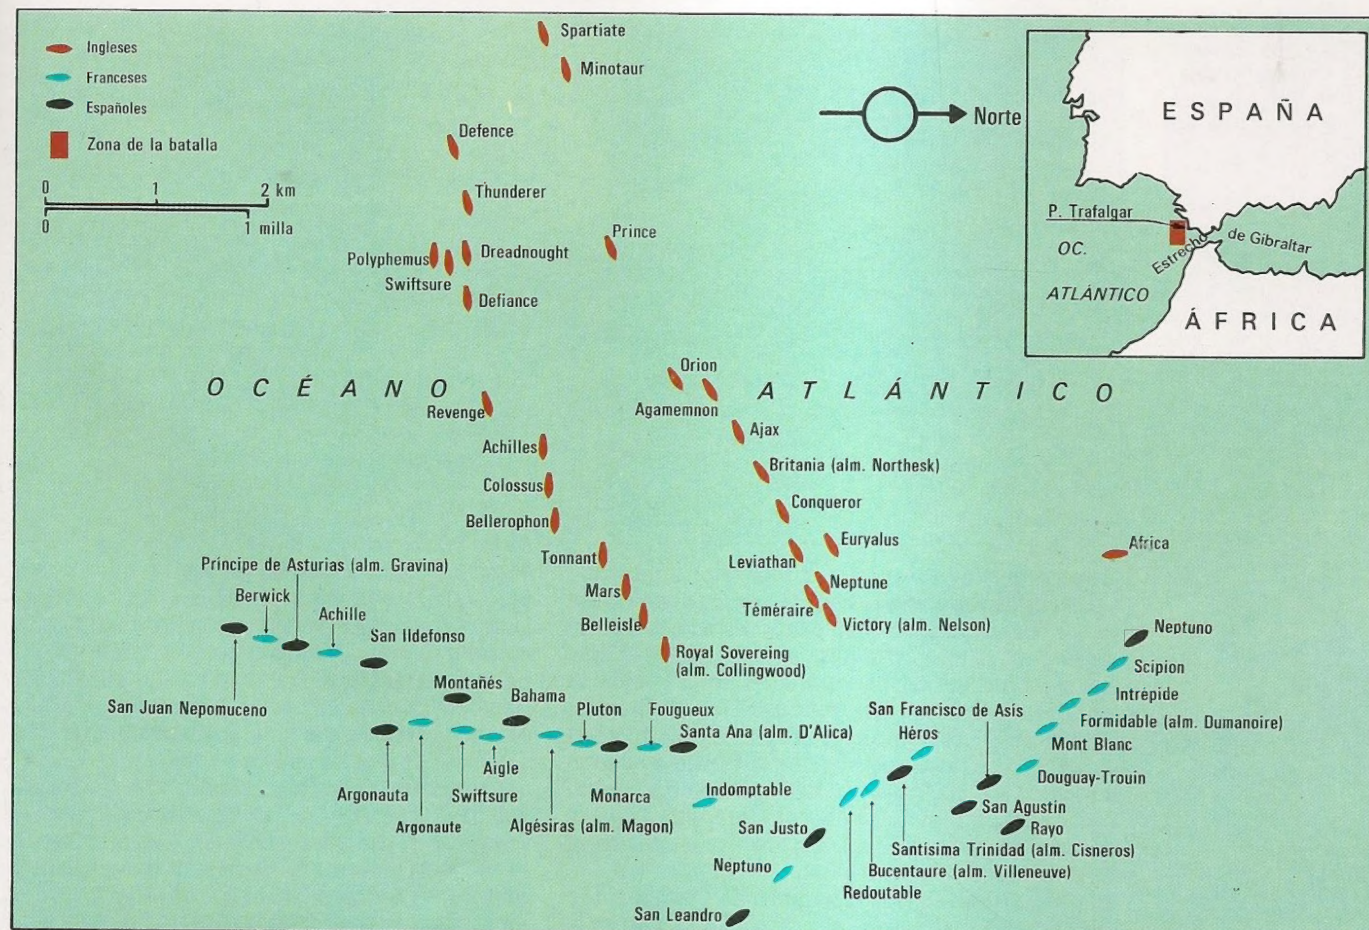 Ingleses
Franceses
Españoles
Zona de la batalla
0 1 2 km
0 1 milla
Spartiate
Minotaur
Defence
Thunderer
Prince
Polyphemus
Dreadnought
Swiftsure
Defiance
Norte
ESPAÑA
P. Trafalgar
OC.
ATLÁNTICO
Estrecho de Gibraltar
ÁFRICA
OCÉANO ATLÁNTICO
Orion
Agamemnon
Revenge
Ajax
Achilles
Britania (alm. Northesk)
Colossus
Conqueror
Bellerophon
Euryalus
Africa
Tonnant
Leviathan
Mars
Neptune
Téméraire
Belleisle
Victory (alm. Nelson)
Royal Sovereing
(alm. Collingwood)
Príncipe de Asturias (alm. Gravina)
Berwick
Achille
San Ildefonso
San Juan Nepomuceno
Montañés
Bahama
Pluton
Fougueux
Santa Ana (alm. D'Alica)
Aigle
Argonauta
Swiftsure
Monarca
Argonaute
Algésiras (alm. Magon)
Indomptable
San Justo
Neptuno
San Leandro
Neptuno
Scipion
Intrépide
San Francisco de Asís
Formidable (alm. Dumanoire)
Héros
Mont Blanc
Douguay-Trouin
San Agustín
Rayo
Santísima Trinidad (alm. Cisneros)
Bucentaure (alm. Villeneuve)
Redoutable